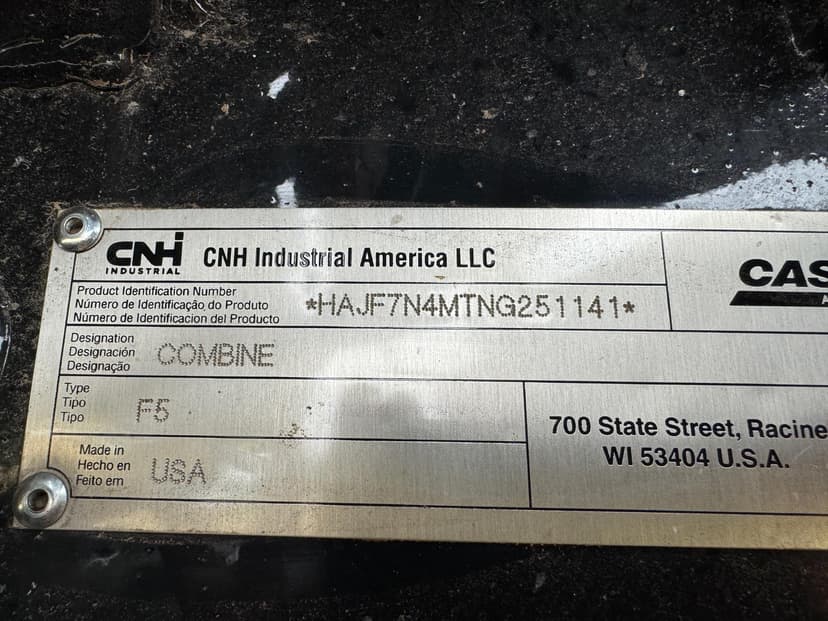 CNH
INDUSTRIAL
CNH Industrial America LLC
CAS
Product Identification Number
Número de Identificação do Produto
Número de Identificacion del Producto
*HAJF7N4MTNG251141*
Designation
Designación
Designação
COMBINE
Type
Tipo
Tipo
F5
Made in
Hecho en
Feito em
USA
700 State Street, Racine
WI 53404 U.S.A.